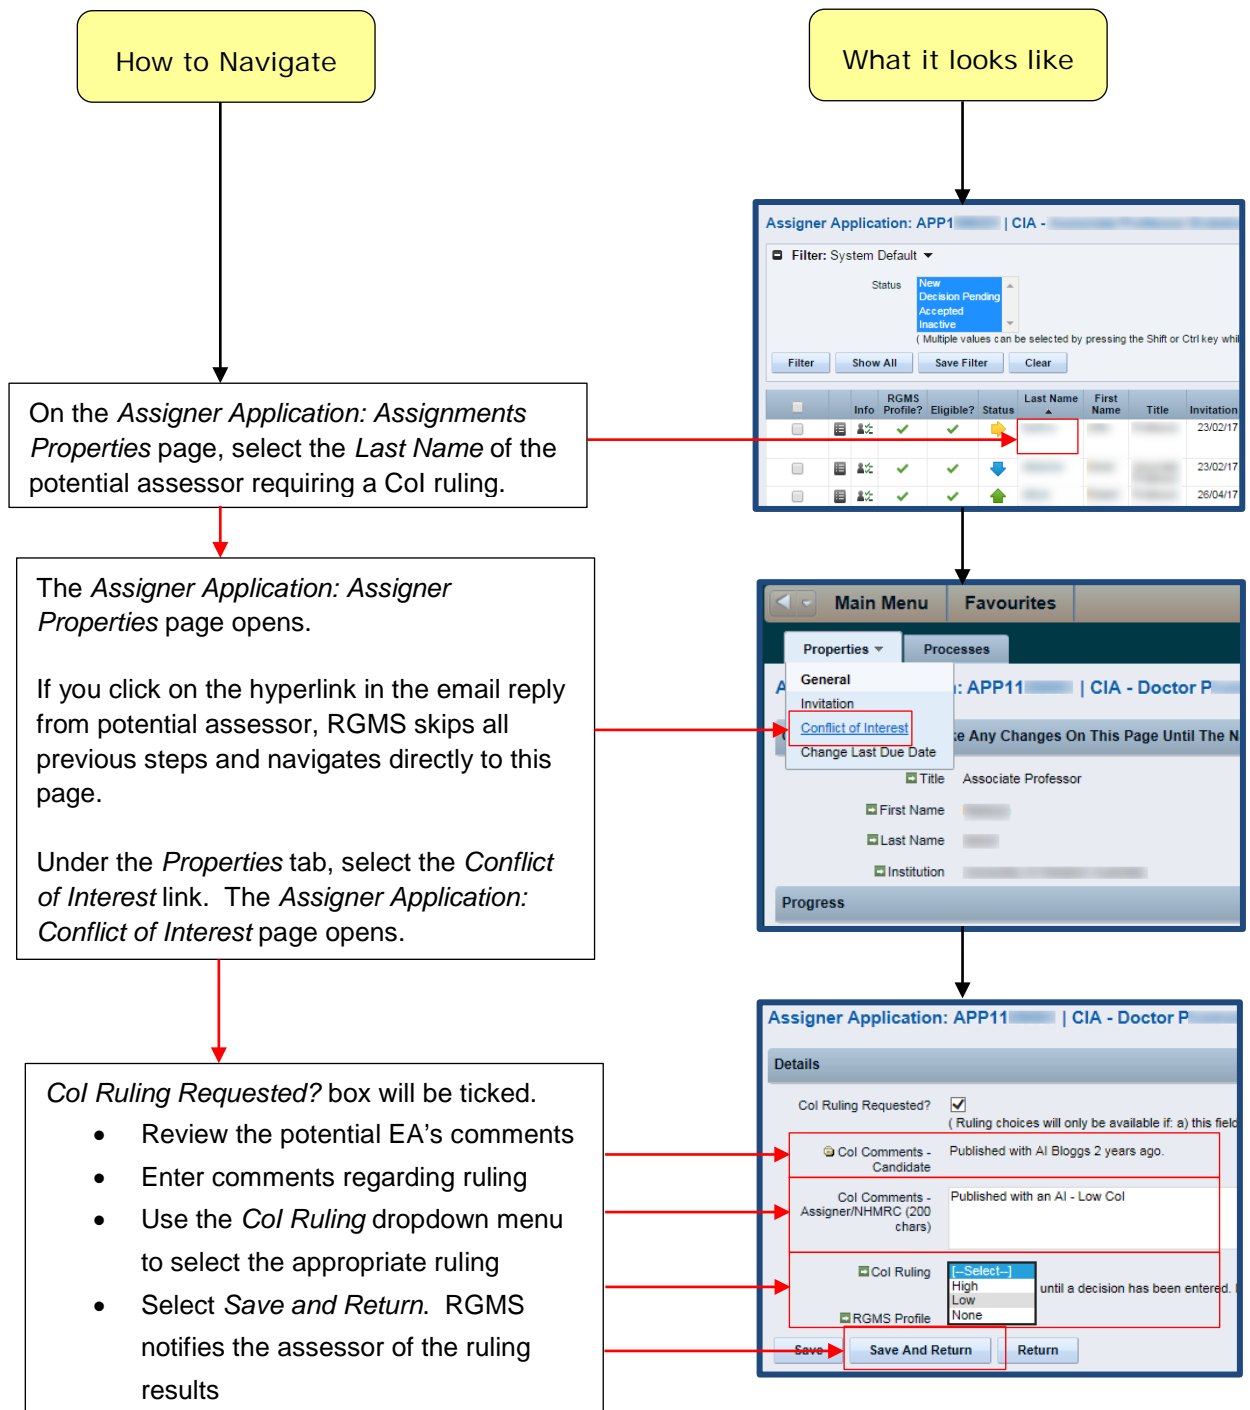 How to Navigate
What it looks like
On the Assigner Application: Assignments
Properties page, select the Last Name of the
potential assessor requiring a CoI ruling.
Assigner Application: APP1
| CIA -
Filter: System Default
Status
New
Decision Pending
Accepted
Inactive
( Multiple values can be selected by pressing the Shift or Ctrl key whil
Filter
Show All
Save Filter
Clear
Info
RGMS Profile?
Eligible?
Status
Last Name
First Name
Title
Invitation
23/02/17
23/02/17
26/04/17
The Assigner Application: Assigner
Properties page opens.
If you click on the hyperlink in the email reply
from potential assessor, RGMS skips all
previous steps and navigates directly to this
page.
Under the Properties tab, select the Conflict
of Interest link. The Assigner Application:
Conflict of Interest page opens.
Main Menu
Favourites
Properties
Processes
General
Invitation
Conflict of Interest
Change Last Due Date
A
: APP11
| CIA - Doctor P
ke Any Changes On This Page Until The N
Title Associate Professor
First Name
Last Name
Institution
Progress
CoI Ruling Requested? box will be ticked.
• Review the potential EA's comments
• Enter comments regarding ruling
• Use the CoI Ruling dropdown menu
to select the appropriate ruling
• Select Save and Return. RGMS
notifies the assessor of the ruling
results
Assigner Application: APP11
| CIA - Doctor P
Details
CoI Ruling Requested?
( Ruling choices will only be available if: a) this field
CoI Comments -
Candidate
Published with AI Bloggs 2 years ago.
CoI Comments -
Assigner/NHMRC (200
chars)
Published with an AI - Low CoI
CoI Ruling
[--Select--]
High
Low
None
until a decision has been entered.
RGMS Profile
Save
Save And Return
Return